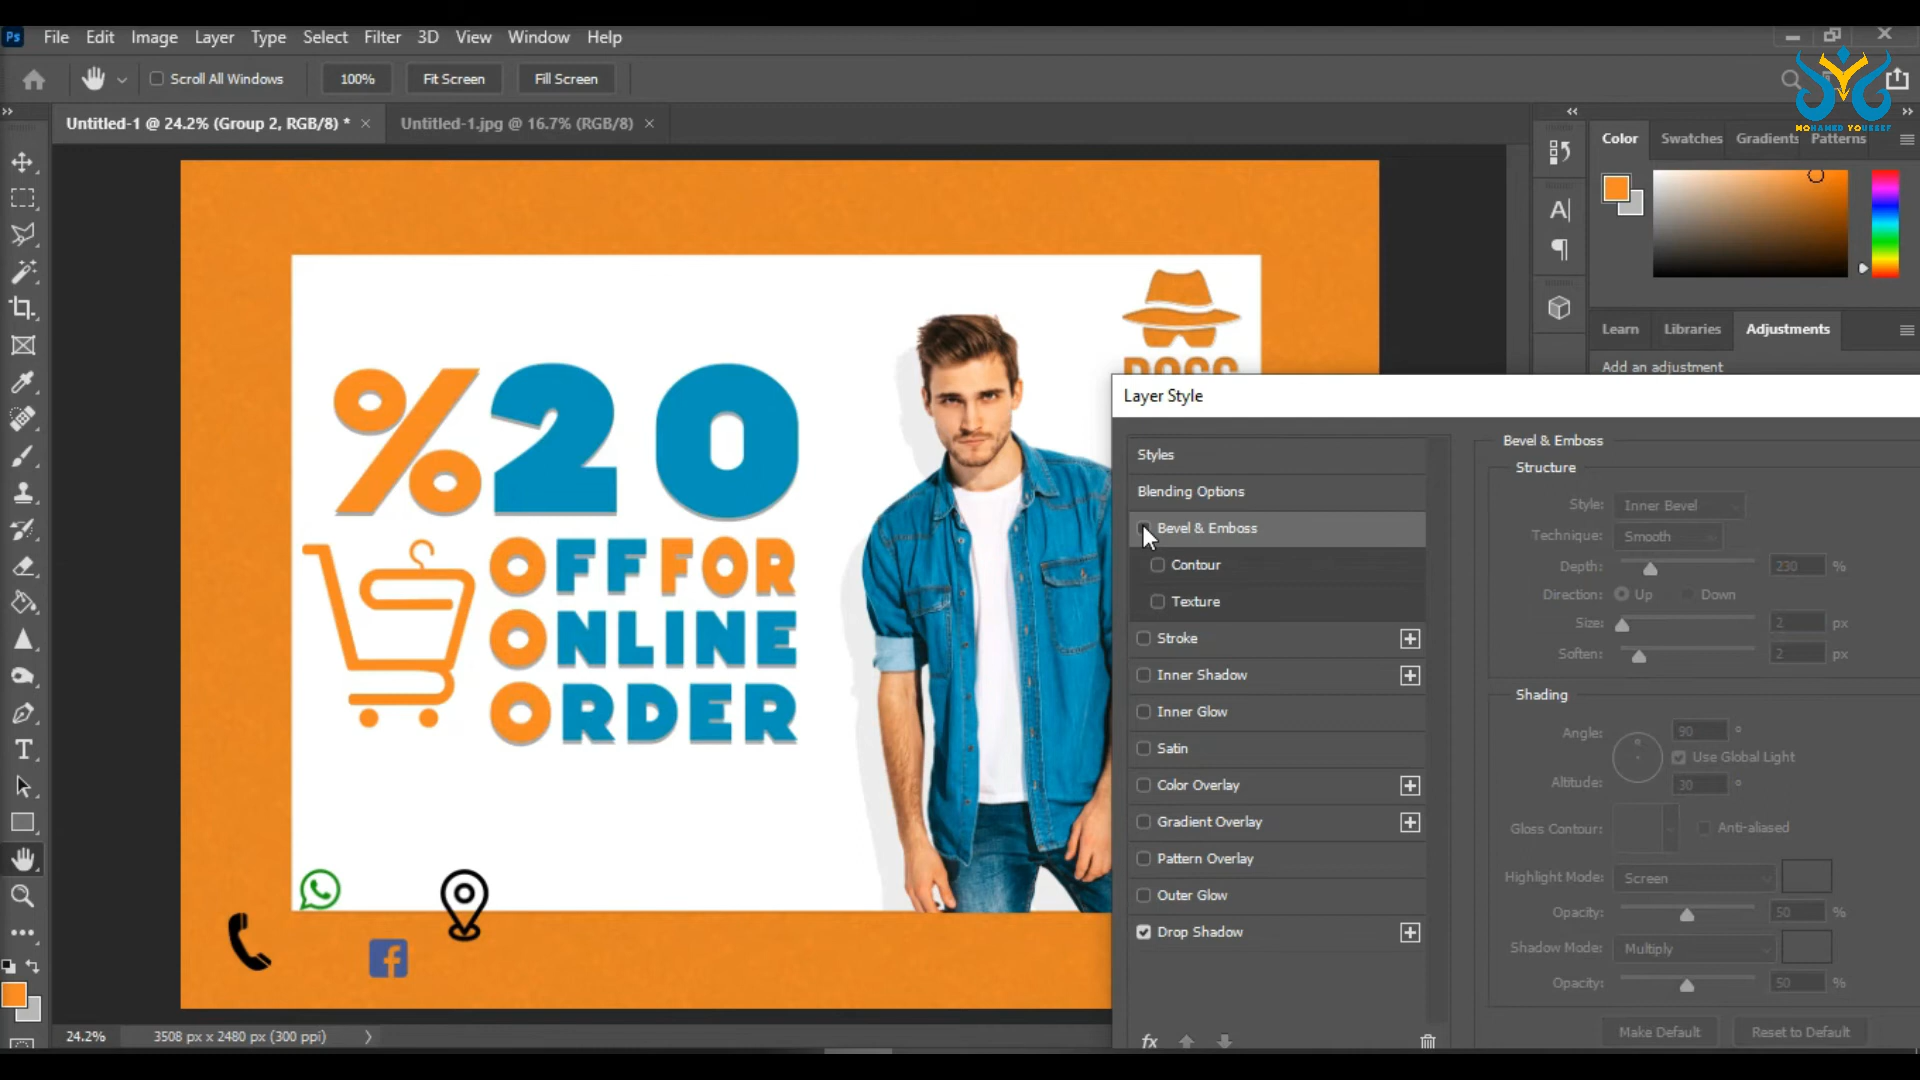 Ps File Edit Image Layer Type Select Filter 3D View Window Help
Scroll All Windows 100% Fit Screen Fill Screen
MOHAMED YOUSSEF
Untitled-1 @ 24.2% (Group 2, RGB/8) * × Untitled-1.jpg @ 16.7% (RGB/8) ×
Color Swatches Gradients Patterns
Learn Libraries Adjustments
Add an adjustment
%20
OFF FOR
ONLINE
ORDER
BOSS
Layer Style
Styles
Blending Options
Bevel & Emboss
Contour
Texture
Stroke
Inner Shadow
Inner Glow
Satin
Color Overlay
Gradient Overlay
Pattern Overlay
Outer Glow
Drop Shadow
fx
Bevel & Emboss
Structure
Style: Inner Bevel
Technique: Smooth
Depth: 230 %
Direction: Up Down
Size: 2 px
Soften: 2 px
Shading
Angle: 90 °
Use Global Light
Altitude: 30 °
Gloss Contour: Anti-aliased
Highlight Mode: Screen
Opacity: 50 %
Shadow Mode: Multiply
Opacity: 50 %
Make Default Reset to Default
24.2% 3508 px x 2480 px (300 ppi)